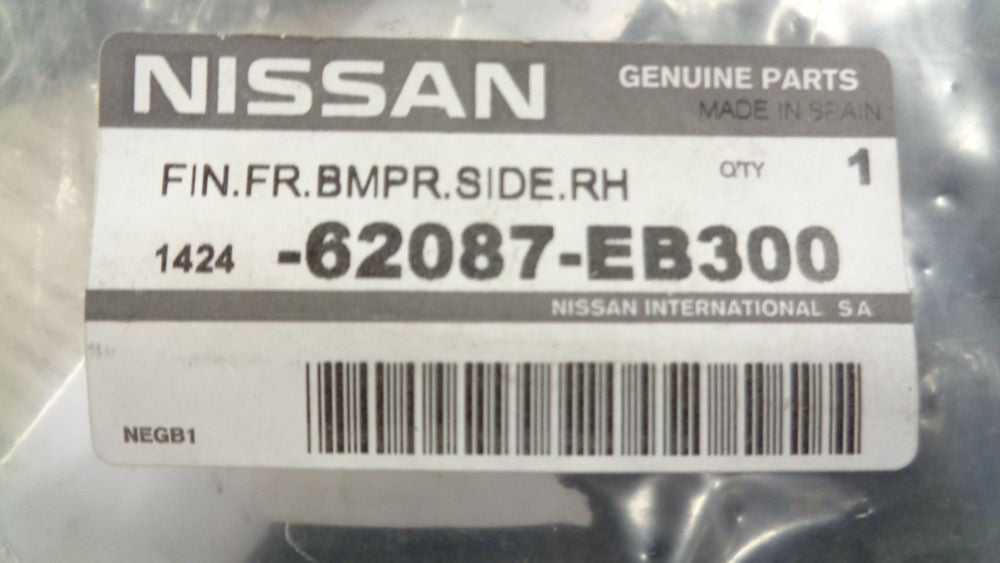 NISSAN GENUINE PARTS
MADE IN SPAIN
FIN.FR.BMPR.SIDE.RH Q'TY 1
1424 -62087-EB300
NISSAN INTERNATIONAL S A
NEGB1